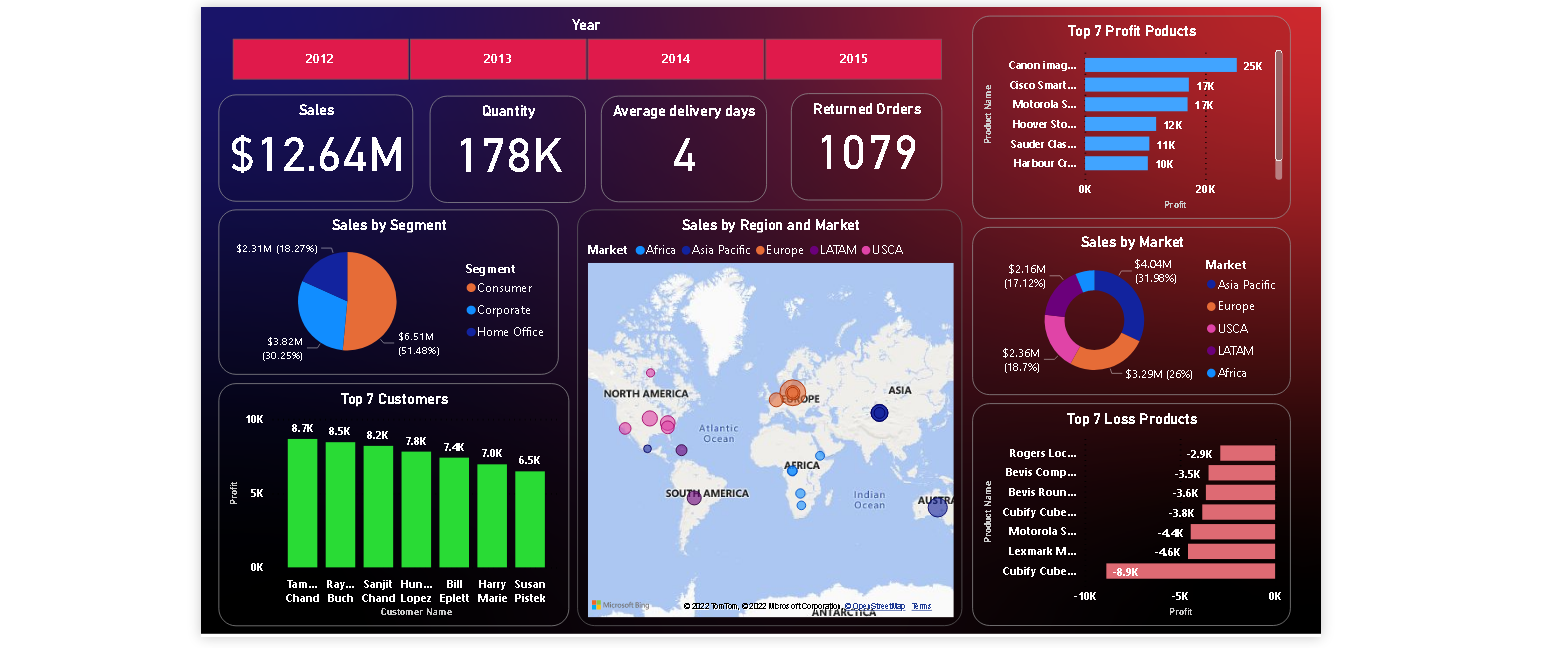 Year
2012 2013 2014 2015
Sales
$12.64M
Quantity
178K
Average delivery days
4
Returned Orders
1079
Top 7 Profit Poducts
Product Name
Canon imag... 25K
Cisco Smart... 17K
Motorola S... 17K
Hoover Sto... 12K
Sauder Clas... 11K
Harbour Cr... 10K
0K 20K
Profit
Sales by Segment
$2.31M (18.27%)
$3.82M
(30.25%)
$6.51M
(51.48%)
Segment
Consumer
Corporate
Home Office
Sales by Region and Market
Market Africa Asia Pacific Europe LATAM USCA
NORTH AMERICA
EUROPE
ASIA
Atlantic
Ocean
AFRICA
SOUTH AMERICA
Indian
Ocean
AUSTRA
ANTARCTICA
Microsoft Bing
© 2022 TomTom, © 2022 Microsoft Corporation, © OpenStreetMap Terms
Sales by Market
$2.16M
(17.12%)
$4.04M
(31.98%)
$2.36M
(18.7%)
$3.29M (26%)
Market
Asia Pacific
Europe
USCA
LATAM
Africa
Top 7 Customers
Profit
10K
5K
0K
8.7K 8.5K 8.2K 7.8K 7.4K 7.0K 6.5K
Tam... Ray... Sanjit Hun... Bill Harry Susan
Chand Buch Chand Lopez Eplett Marie Pistek
Customer Name
Top 7 Loss Products
Product Name
Rogers Loc... -2.9K
Bevis Comp... -3.5K
Bevis Roun... -3.6K
Cubify Cube... -3.8K
Motorola S... -4.4K
Lexmark M... -4.6K
Cubify Cube... -8.9K
-10K -5K 0K
Profit